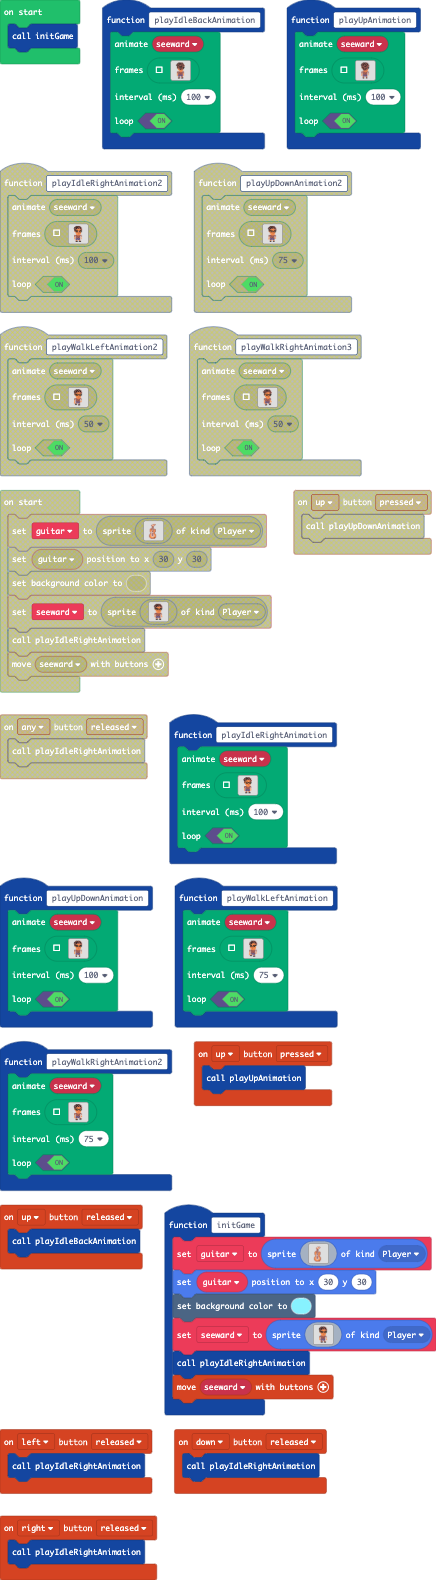 on start
call initGame
function playIdleBackAnimation
animate seeward
frames
interval (ms) 100
loop ON
function playUpAnimation
animate seeward
frames
interval (ms) 100
loop ON
function playIdleRightAnimation2
animate seeward
frames
interval (ms) 100
loop ON
function playUpDownAnimation2
animate seeward
frames
interval (ms) 75
loop ON
function playWalkLeftAnimation2
animate seeward
frames
interval (ms) 50
loop ON
function playWalkRightAnimation3
animate seeward
frames
interval (ms) 50
loop ON
on start
set guitar to sprite of kind Player
set guitar position to x 30 y 30
set background color to
set seeward to sprite of kind Player
call playIdleRightAnimation
move seeward with buttons
on up button pressed
call playUpDownAnimation
on any button released
call playIdleRightAnimation
function playIdleRightAnimation
animate seeward
frames
interval (ms) 100
loop ON
function playUpDownAnimation
animate seeward
frames
interval (ms) 100
loop ON
function playWalkLeftAnimation
animate seeward
frames
interval (ms) 75
loop ON
function playWalkRightAnimation2
animate seeward
frames
interval (ms) 75
loop ON
on up button pressed
call playUpAnimation
on up button released
call playIdleBackAnimation
function initGame
set guitar to sprite of kind Player
set guitar position to x 30 y 30
set background color to
set seeward to sprite of kind Player
call playIdleRightAnimation
move seeward with buttons
on left button released
call playIdleRightAnimation
on down button released
call playIdleRightAnimation
on right button released
call playIdleRightAnimation